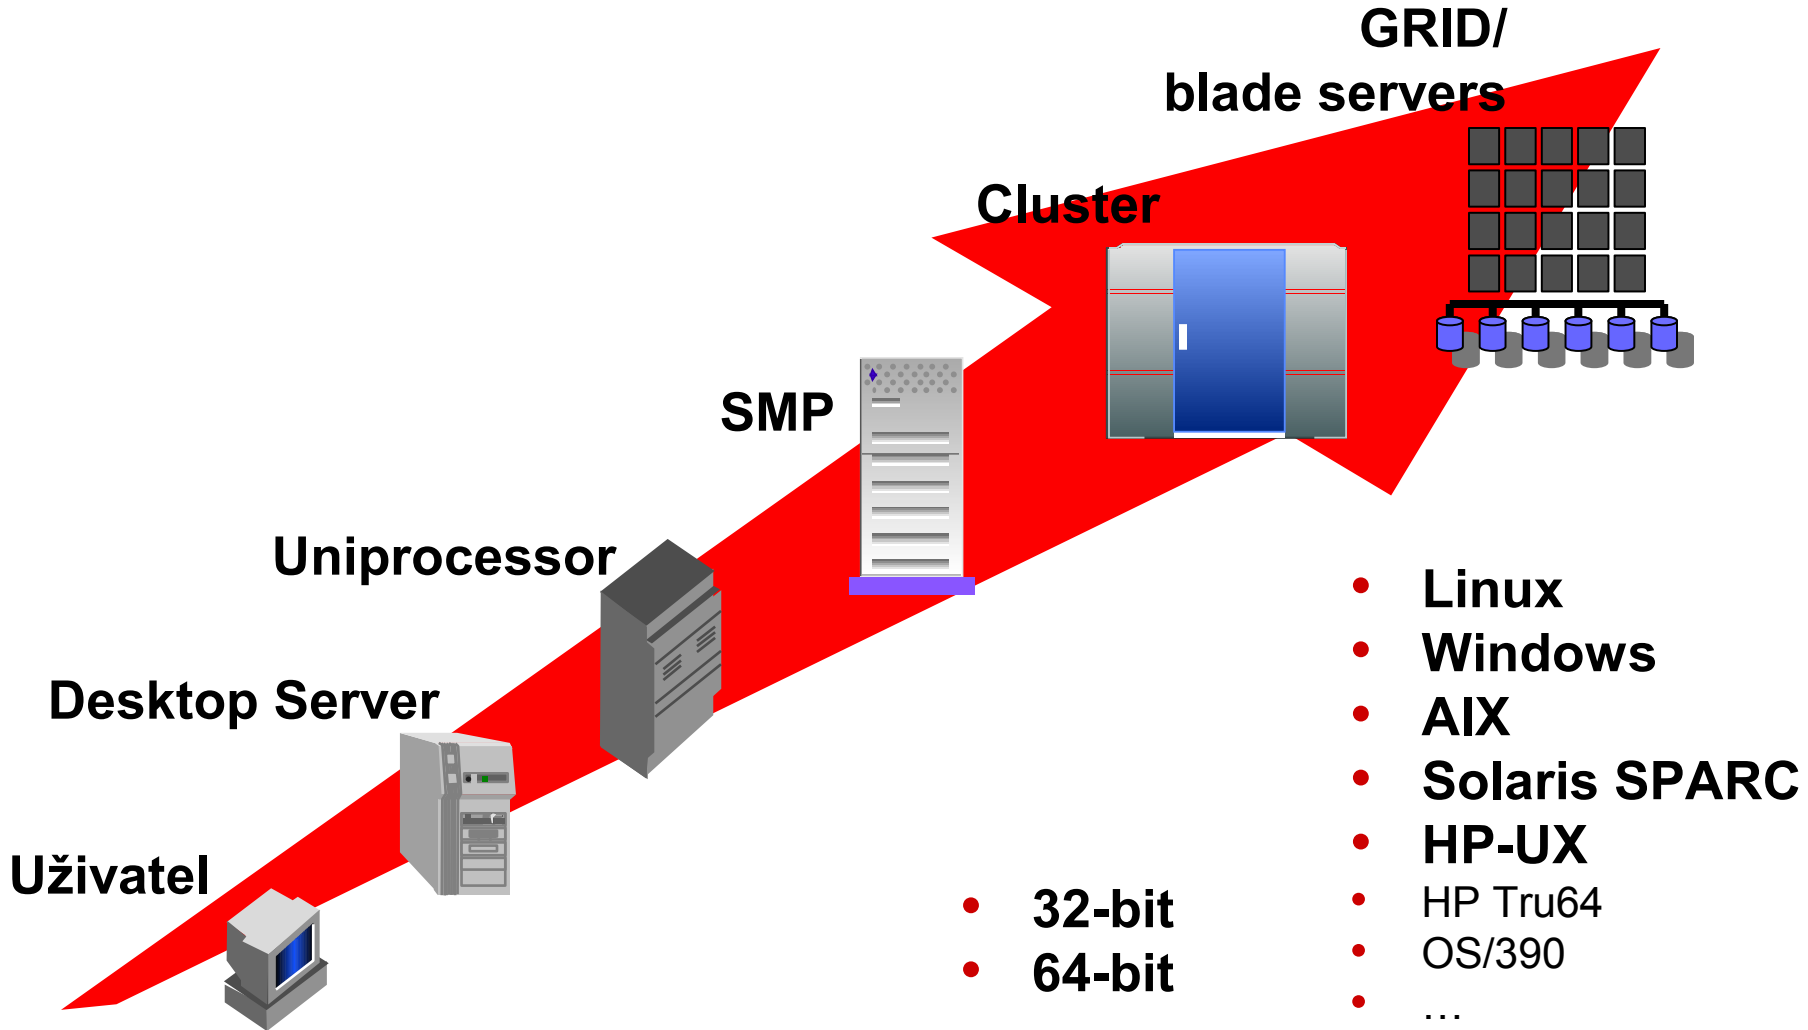 GRID/
blade servers
Cluster
SMP
Uniprocessor
Desktop Server
Uživatel
• 32-bit
• 64-bit
• Linux
• Windows
• AIX
• Solaris SPARC
• HP-UX
• HP Tru64
• OS/390
• …